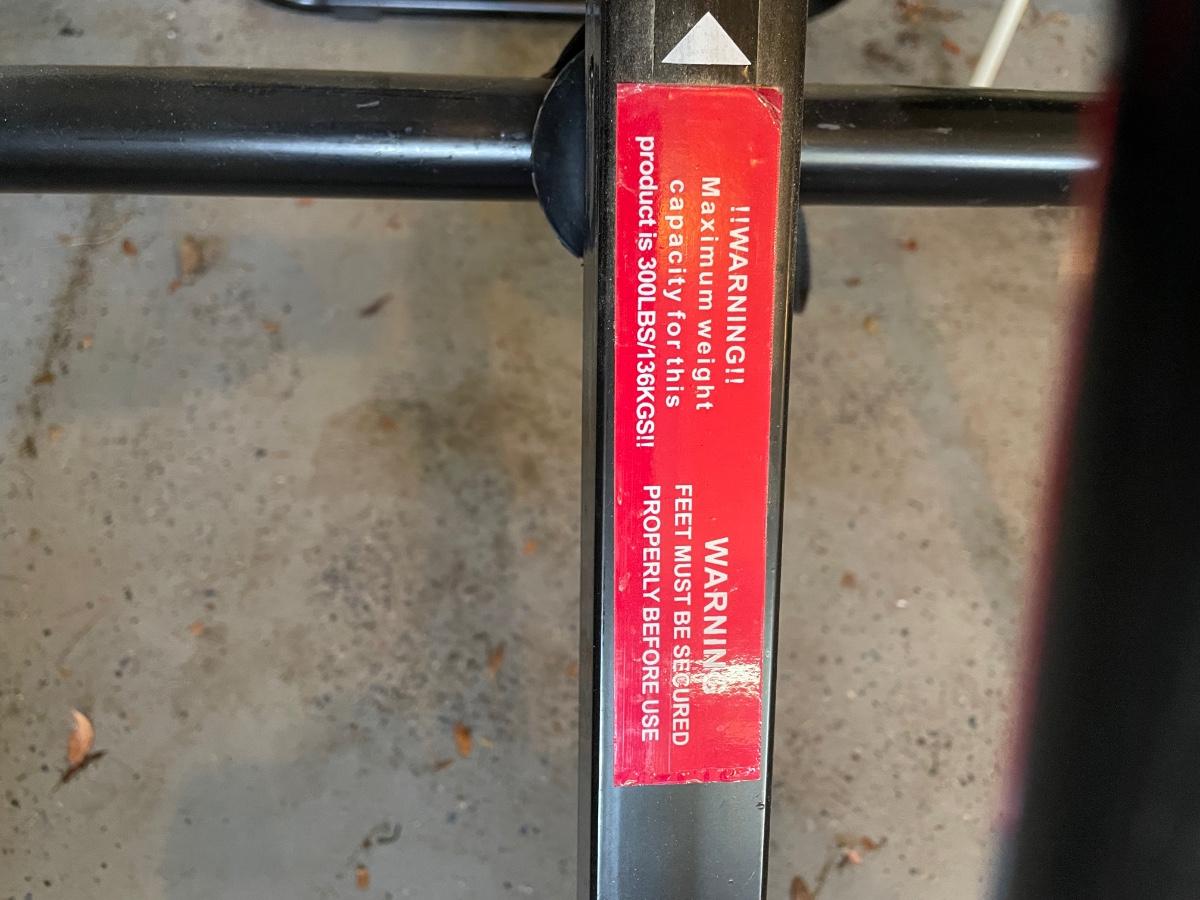 !!WARNING!!
Maximum weight
capacity for this
product is 300LBS/136KGS!!
WARNING
FEET MUST BE SECURED
PROPERLY BEFORE USE